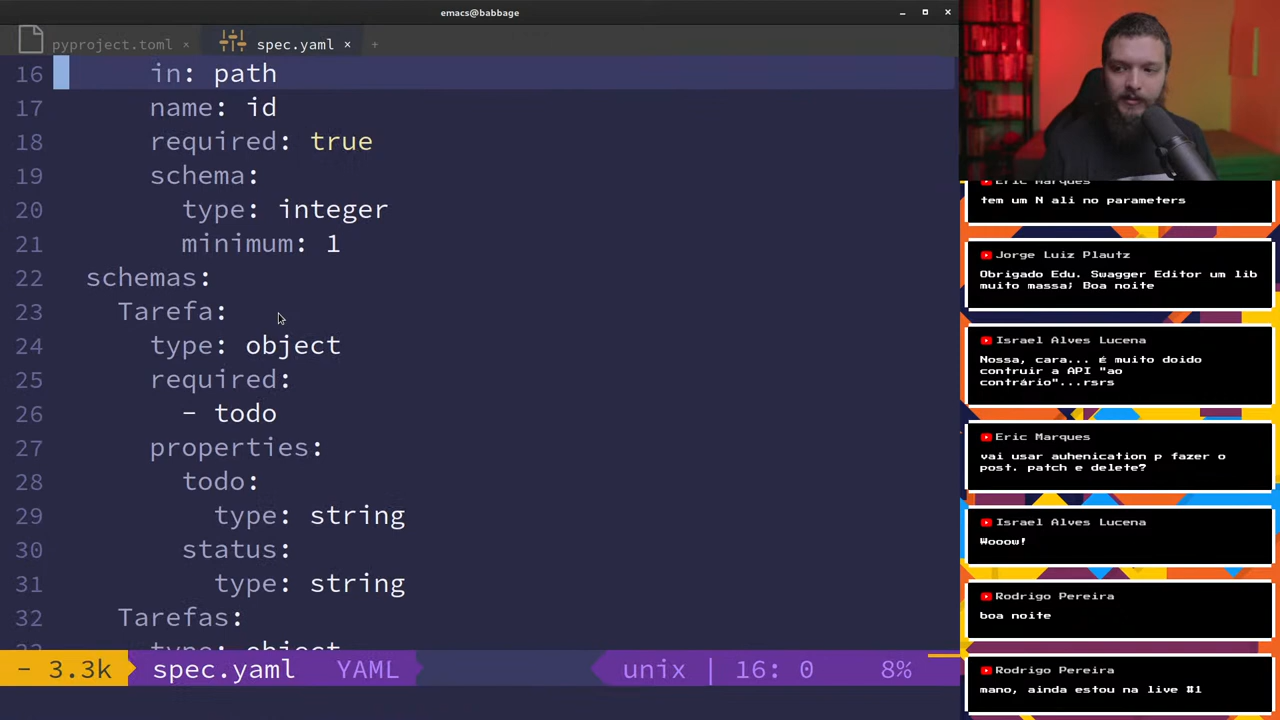 emacs@babbage
pyproject.toml × spec.yaml × +
16 in: path
17 name: id
18 required: true
19 schema:
20 type: integer
21 minimum: 1
22 schemas:
23 Tarefa:
24 type: object
25 required:
26 - todo
27 properties:
28 todo:
29 type: string
30 status:
31 type: string
32 Tarefas:
type: object
- 3.3k spec.yaml YAML unix | 16: 0 8%
Eric Marques
tem um N ali no parameters
Jorge Luiz Plautz
Obrigado Edu. Swagger Editor um lib
muito massa; Boa noite
Israel Alves Lucena
Nossa, cara... É muito doido
contruir a API "ao
contrário"...rsrs
Eric Marques
vai usar auhenication p fazer o
post. patch e delete?
Israel Alves Lucena
Wooow!
Rodrigo Pereira
boa noite
Rodrigo Pereira
mano, ainda estou na live #1